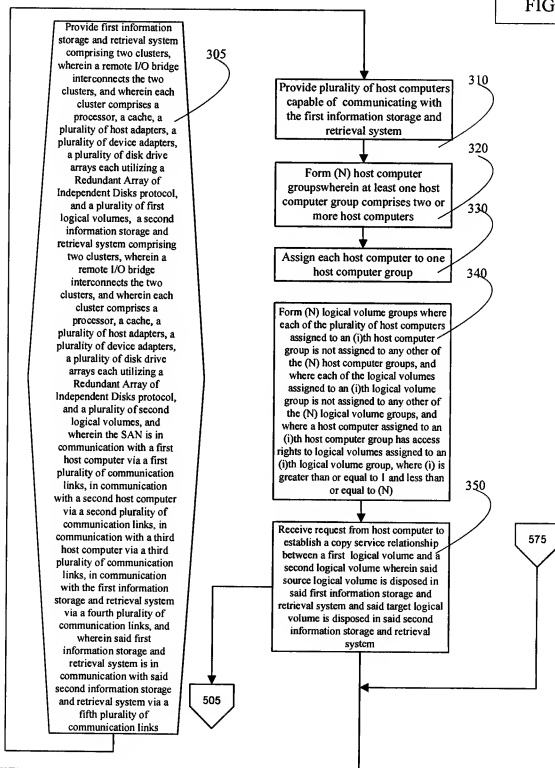 FIG
Provide first information
storage and retrieval system
comprising two clusters,
wherein a remote I/O bridge
interconnects the two
clusters, and wherein each
cluster comprises a
processor, a cache, a
plurality of host adapters, a
plurality of device adapters,
a plurality of disk drive
arrays each utilizing a
Redundant Array of
Independent Disks protocol,
and a plurality of first
logical volumes, a second
information storage and
retrieval system comprising
two clusters, wherein a
remote I/O bridge
interconnects the two
clusters, and wherein each
cluster comprises a
processor, a cache, a
plurality of host adapters, a
plurality of device adapters,
a plurality of disk drive
arrays each utilizing a
Redundant Array of
Independent Disks protocol,
and a plurality of second
logical volumes, and
wherein the SAN is in
communication with a first
host computer via a first
plurality of communication
links, in communication
with a second host computer
via a second plurality of
communication links, in
communication with a third
host computer via a third
plurality of communication
links, in communication
with the first information
storage and retrieval system
via a fourth plurality of
communication links, and
wherein said first
information storage and
retrieval system is in
communication with said
second information storage
and retrieval system via a
fifth plurality of
communication links
305
310
Provide plurality of host computers
capable of communicating with
the first information storage and
retrieval system
320
Form (N) host computer
groupswherein at least one host
computer group comprises two or
more host computers
330
Assign each host computer to one
host computer group
340
Form (N) logical volume groups where
each of the plurality of host computers
assigned to an (i)th host computer
group is not assigned to any other of
the (N) host computer groups, and
where each of the logical volumes
assigned to an (i)th logical volume
group is not assigned to any other of
the (N) logical volume groups, and
where a host computer assigned to an
(i)th host computer group has access
rights to logical volumes assigned to an
(i)th logical volume group, where (i) is
greater than or equal to 1 and less than
or equal to (N)
350
Receive request from host computer to
establish a copy service relationship
between a first logical volume and a
second logical volume wherein said
source logical volume is disposed in
said first information storage and
retrieval system and said target logical
volume is disposed in said second
information storage and retrieval
system
575
505